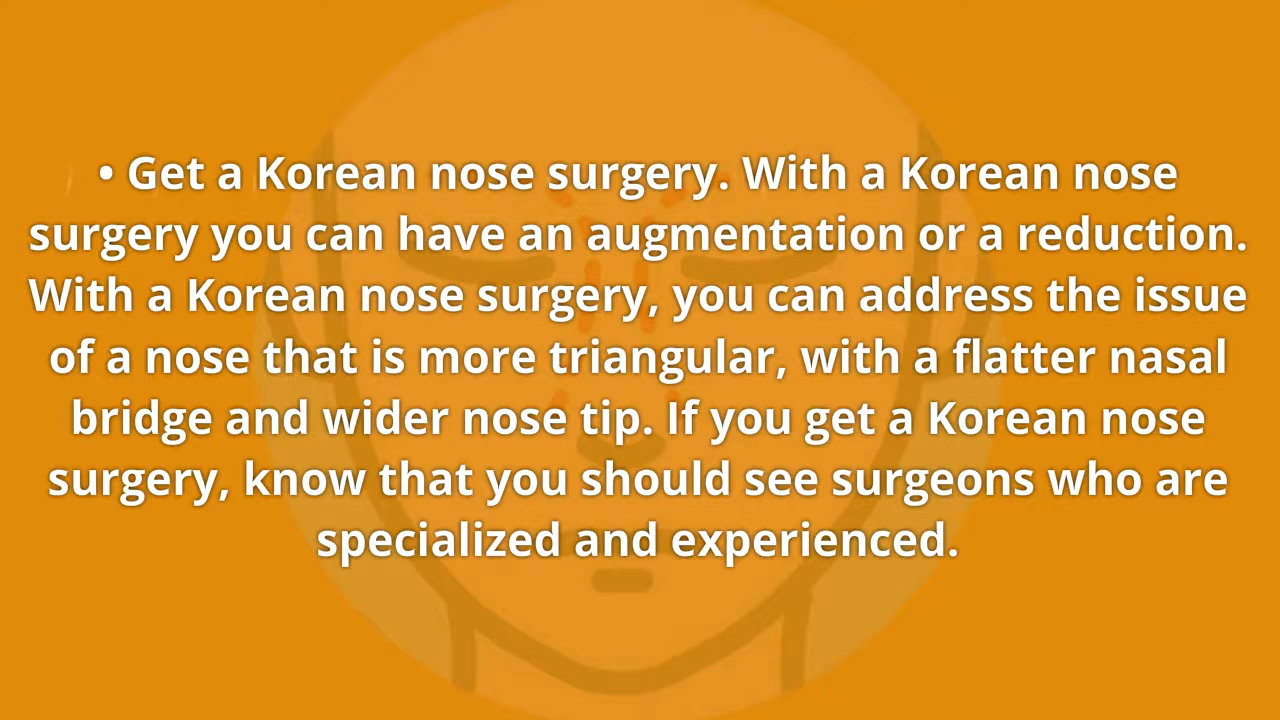 • Get a Korean nose surgery. With a Korean nose
surgery you can have an augmentation or a reduction.
With a Korean nose surgery, you can address the issue
of a nose that is more triangular, with a flatter nasal
bridge and wider nose tip. If you get a Korean nose
surgery, know that you should see surgeons who are
specialized and experienced.